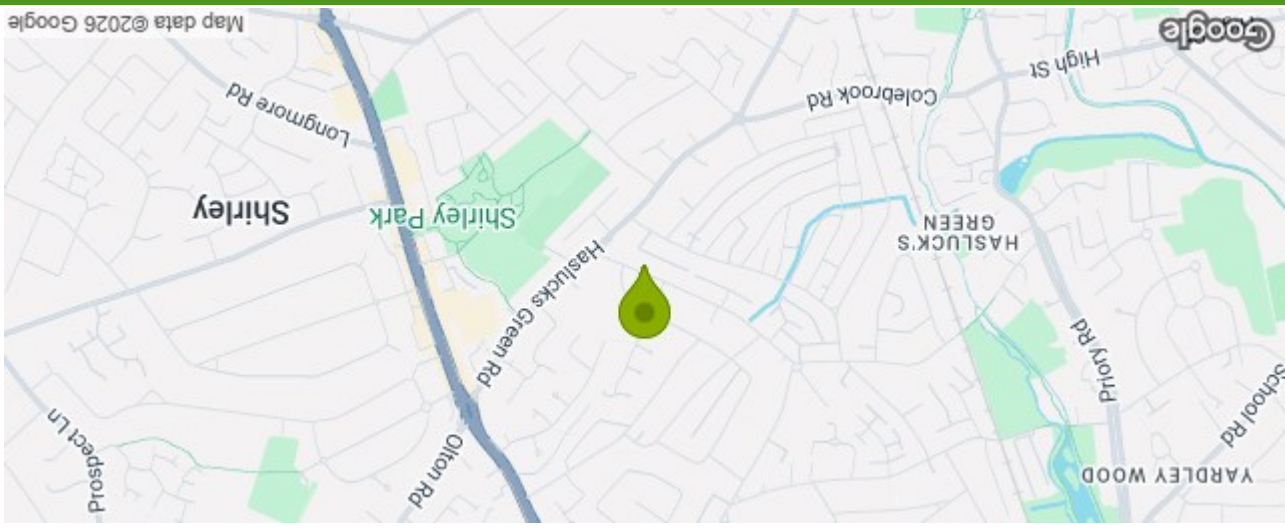 YARDLEY WOOD
School Rd
Priory Rd
Olton Rd
Prospect Ln
Haslucks Green Rd
HASLUCK'S
GREEN
Shirley Park
Shirley
Longmore Rd
Colebrook Rd
High St
Google
Map data ©2026 Google